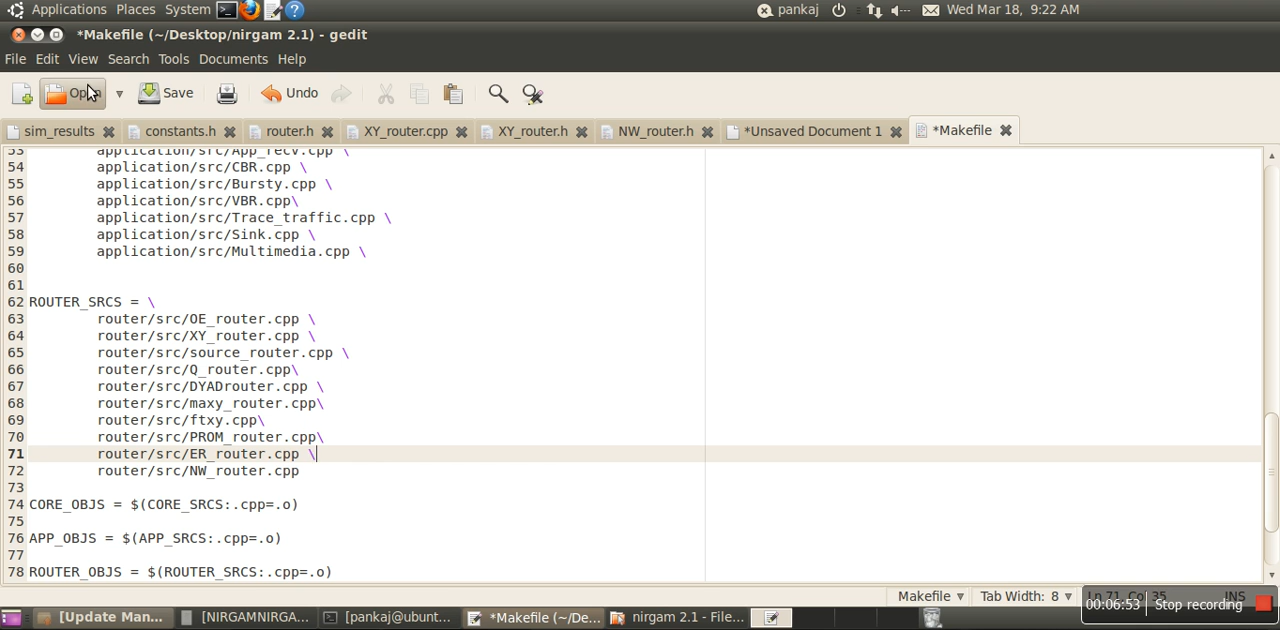 Applications Places System pankaj Wed Mar 18, 9:22 AM
*Makefile (~/Desktop/nirgam 2.1) - gedit
File Edit View Search Tools Documents Help
Open Save Undo
sim_results constants.h router.h XY_router.cpp XY_router.h NW_router.h *Unsaved Document 1 *Makefile
53 application/src/App_recv.cpp \
54 application/src/CBR.cpp \
55 application/src/Bursty.cpp \
56 application/src/VBR.cpp\
57 application/src/Trace_traffic.cpp \
58 application/src/Sink.cpp \
59 application/src/Multimedia.cpp \
60
61
62 ROUTER_SRCS = \
63 router/src/OE_router.cpp \
64 router/src/XY_router.cpp \
65 router/src/source_router.cpp \
66 router/src/Q_router.cpp\
67 router/src/DYADrouter.cpp \
68 router/src/maxy_router.cpp\
69 router/src/ftxy.cpp\
70 router/src/PROM_router.cpp\
71 router/src/ER_router.cpp \
72 router/src/NW_router.cpp
73
74 CORE_OBJS = $(CORE_SRCS:.cpp=.o)
75
76 APP_OBJS = $(APP_SRCS:.cpp=.o)
77
78 ROUTER_OBJS = $(ROUTER_SRCS:.cpp=.o)
Makefile Tab Width: 8 Ln 71, Col 35 INS
[Update Man... [NIRGAMNIRGA... [pankaj@ubunt... *Makefile (~/De... nirgam 2.1 - File...
00:06:53 Stop recording